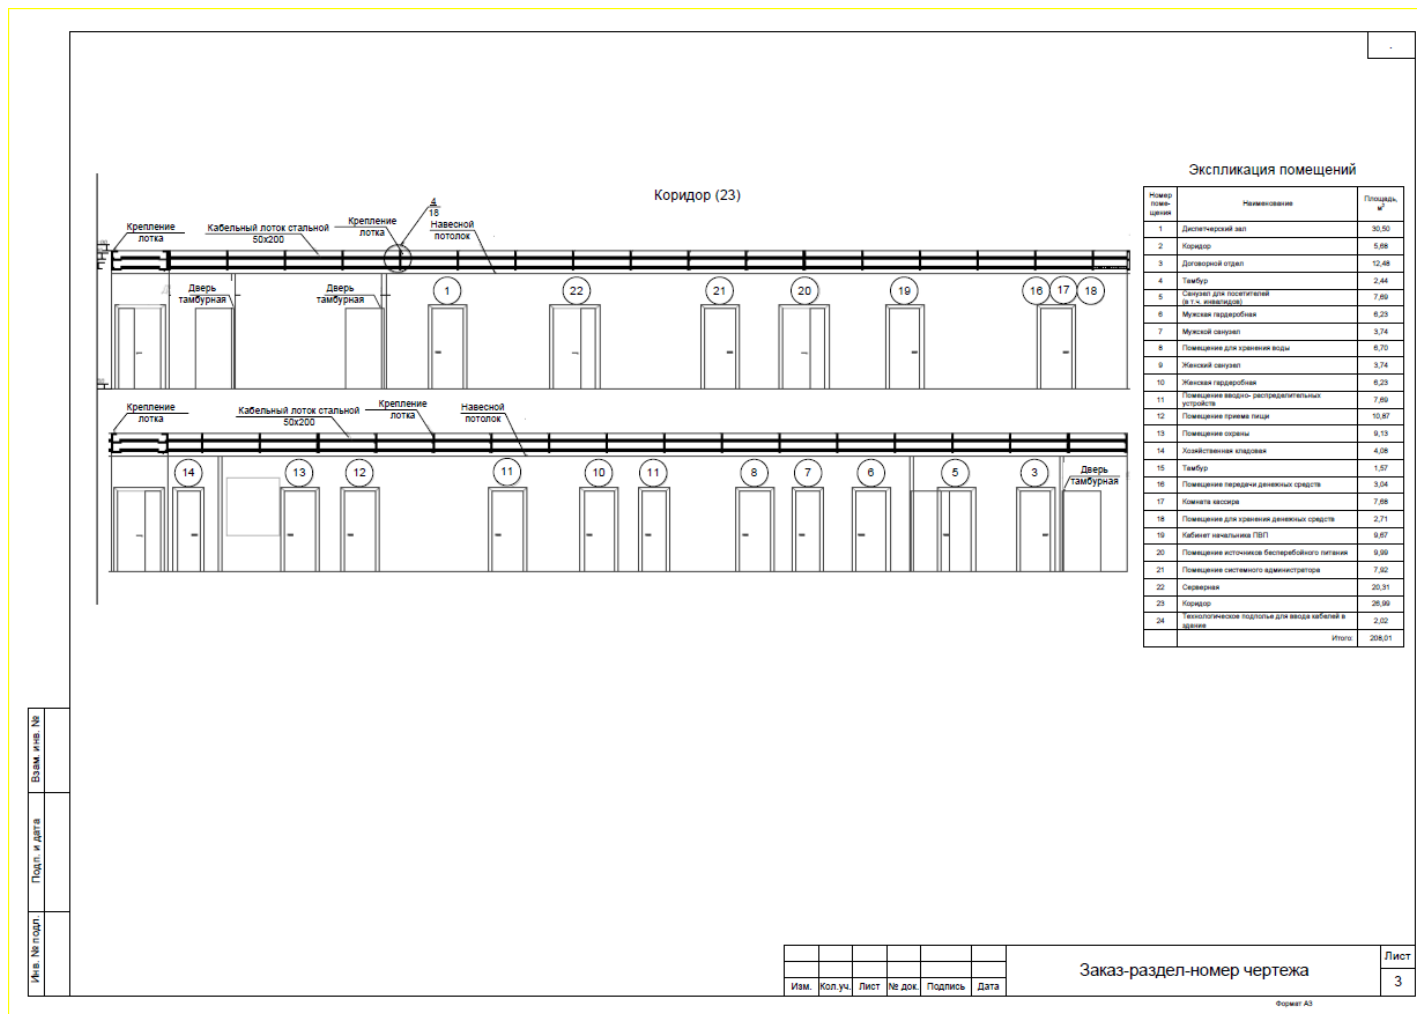 Коридор (23)
4
18
Крепление
лотка
Кабельный лоток стальной
50х200
Крепление
лотка
Навесной
потолок
Дверь
тамбурная
Дверь
тамбурная
1
22
21
20
19
16
17
18
Крепление
лотка
Кабельный лоток стальной
50х200
Крепление
лотка
Навесной
потолок
14
13
12
11
10
11
8
7
6
5
3
Дверь
тамбурная
Экспликация помещений
Номер поме-щения Наименование Площадь, м²
1 Диспетчерский зал 30,50
2 Коридор 5,68
3 Договорной отдел 12,48
4 Тамбур 2,44
5 Санузел для посетителей (в т.ч. инвалидов) 7,69
6 Мужская гардеробная 6,23
7 Мужской санузел 3,74
8 Помещение для хранения воды 6,70
9 Женский санузел 3,74
10 Женская гардеробная 6,23
11 Помещение вводно- распределительных устройств 7,69
12 Помещение приема пищи 10,87
13 Помещение охраны 9,13
14 Хозяйственная кладовая 4,08
15 Тамбур 1,57
16 Помещение передачи денежных средств 3,04
17 Комната кассира 7,68
18 Помещение для хранения денежных средств 2,71
19 Кабинет начальника ПВП 9,67
20 Помещение источников бесперебойного питания 9,99
21 Помещение системного администратора 7,92
22 Серверная 20,31
23 Коридор 26,99
24 Технологическое подполье для ввода кабелей в здание 2,02
Итого: 208,01
Взам. инв. №
Подп. и дата
Инв. № подл.
Изм. Кол.уч. Лист № док. Подпись Дата
Заказ-раздел-номер чертежа
Лист
3
Формат А3